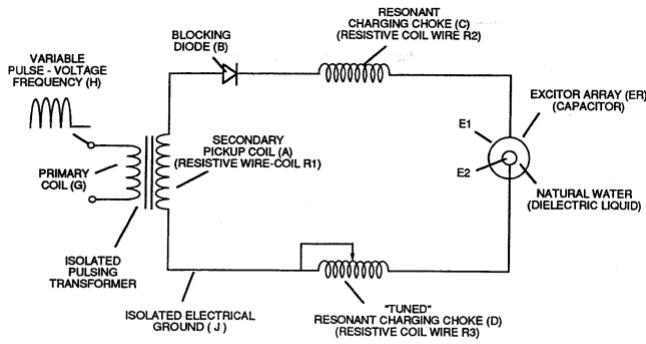 RESONANT
CHARGING CHOKE (C)
(RESISTIVE COIL WIRE R2)
BLOCKING
DIODE (B)
VARIABLE
PULSE - VOLTAGE
FREQUENCY (H)
EXCITOR ARRAY (ER)
(CAPACITOR)
E1
SECONDARY
PICKUP COIL (A)
(RESISTIVE WIRE-COIL R1)
E2
PRIMARY
COIL (G)
NATURAL WATER
(DIELECTRIC LIQUID)
ISOLATED
PULSING
TRANSFORMER
ISOLATED ELECTRICAL
GROUND ( J )
"TUNED"
RESONANT CHARGING CHOKE (D)
(RESISTIVE COIL WIRE R3)